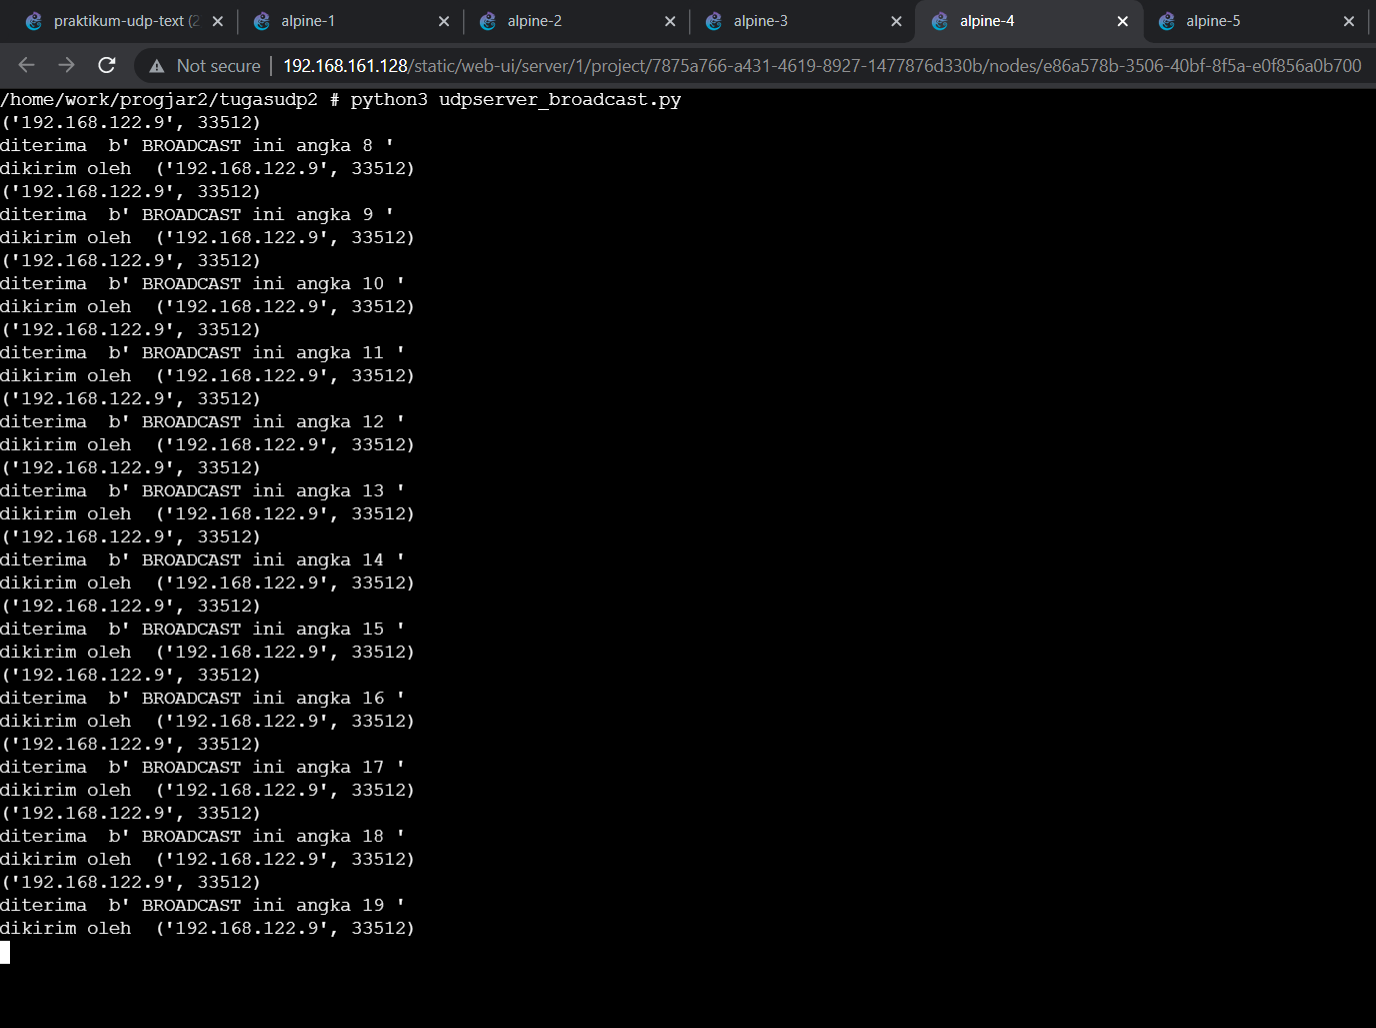 praktikum-udp-text (2
alpine-1
alpine-2
alpine-3
alpine-4
alpine-5
Not secure | 192.168.161.128/static/web-ui/server/1/project/7875a766-a431-4619-8927-1477876d330b/nodes/e86a578b-3506-40bf-8f5a-e0f856a0b700
/home/work/progjar2/tugasudp2 # python3 udpserver_broadcast.py
('192.168.122.9', 33512)
diterima  b' BROADCAST ini angka 8 '
dikirim oleh  ('192.168.122.9', 33512)
('192.168.122.9', 33512)
diterima  b' BROADCAST ini angka 9 '
dikirim oleh  ('192.168.122.9', 33512)
('192.168.122.9', 33512)
diterima  b' BROADCAST ini angka 10 '
dikirim oleh  ('192.168.122.9', 33512)
('192.168.122.9', 33512)
diterima  b' BROADCAST ini angka 11 '
dikirim oleh  ('192.168.122.9', 33512)
('192.168.122.9', 33512)
diterima  b' BROADCAST ini angka 12 '
dikirim oleh  ('192.168.122.9', 33512)
('192.168.122.9', 33512)
diterima  b' BROADCAST ini angka 13 '
dikirim oleh  ('192.168.122.9', 33512)
('192.168.122.9', 33512)
diterima  b' BROADCAST ini angka 14 '
dikirim oleh  ('192.168.122.9', 33512)
('192.168.122.9', 33512)
diterima  b' BROADCAST ini angka 15 '
dikirim oleh  ('192.168.122.9', 33512)
('192.168.122.9', 33512)
diterima  b' BROADCAST ini angka 16 '
dikirim oleh  ('192.168.122.9', 33512)
('192.168.122.9', 33512)
diterima  b' BROADCAST ini angka 17 '
dikirim oleh  ('192.168.122.9', 33512)
('192.168.122.9', 33512)
diterima  b' BROADCAST ini angka 18 '
dikirim oleh  ('192.168.122.9', 33512)
('192.168.122.9', 33512)
diterima  b' BROADCAST ini angka 19 '
dikirim oleh  ('192.168.122.9', 33512)